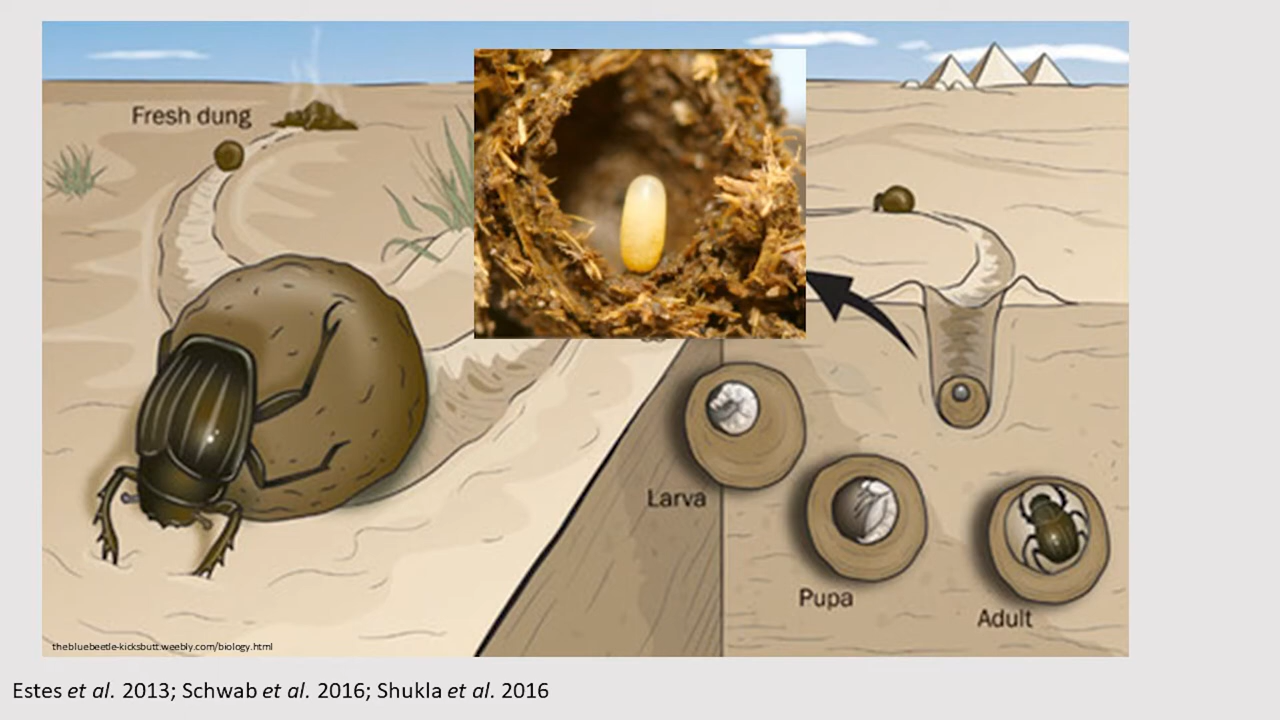 Fresh dung
Larva
Pupa
Adult
thebluebeetle-kicksbutt.weebly.com/biology.html
Estes et al. 2013; Schwab et al. 2016; Shukla et al. 2016